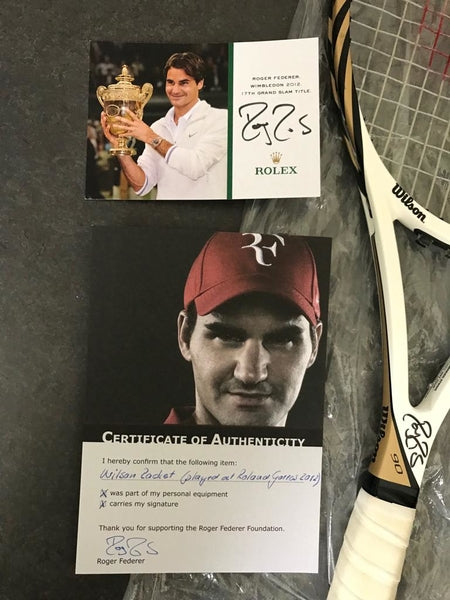 ROGER FEDERER.
WIMBLEDON 2012.
17TH GRAND SLAM TITLE.
ROLEX
Wilson
RF
Wilson
90
CERTIFICATE OF AUTHENTICITY
I hereby confirm that the following item:
Wilson Racket (played at Roland Garros 2012)
X was part of my personal equipment
X carries my signature
Thank you for supporting the Roger Federer Foundation.
Roger Federer